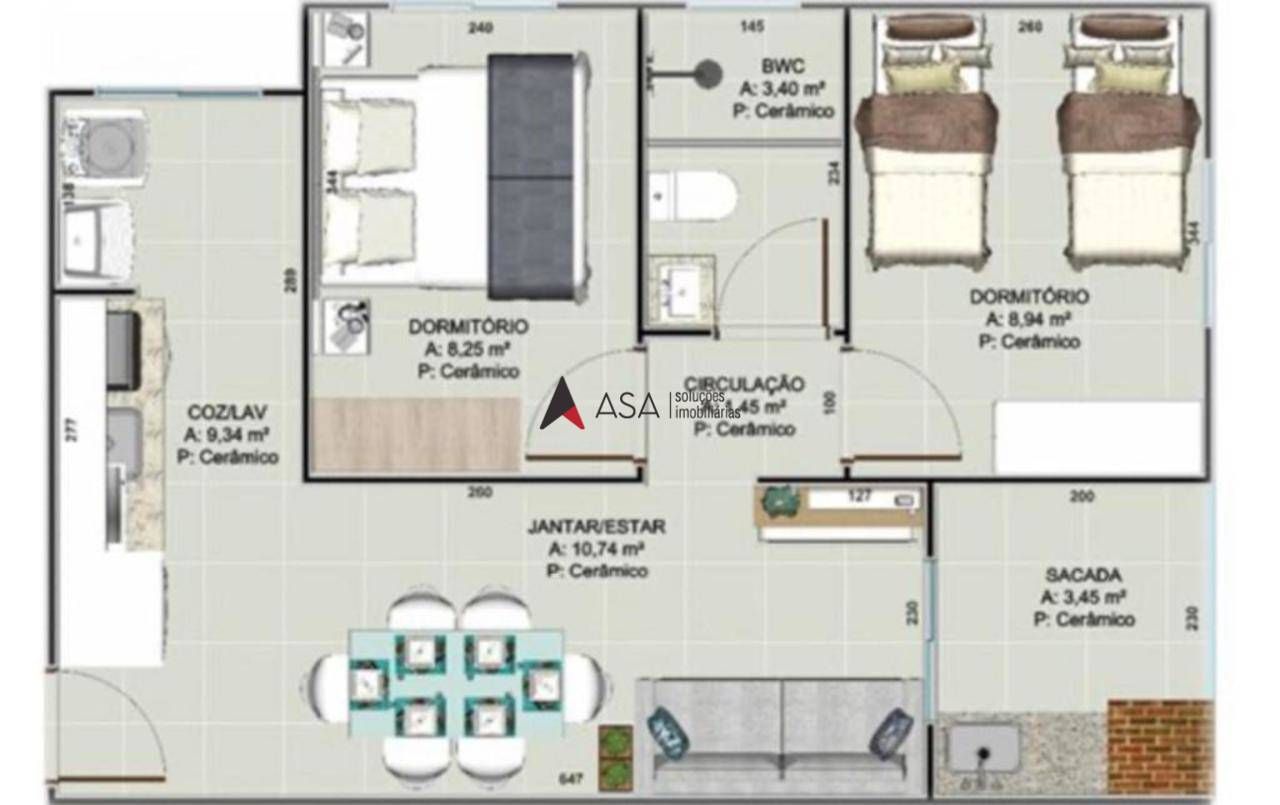 240
145
260
BWC
A: 3,40 m²
P: Cerâmico
138
344
234
344
289
DORMITÓRIO
A: 8,25 m²
P: Cerâmico
DORMITÓRIO
A: 8,94 m²
P: Cerâmico
CIRCULAÇÃO
A: 1,45 m²
P: Cerâmico
100
ASA
soluções
imobiliárias
277
COZ/LAV
A: 9,34 m²
P: Cerâmico
260
127
200
JANTAR/ESTAR
A: 10,74 m²
P: Cerâmico
SACADA
A: 3,45 m²
P: Cerâmico
230
230
647